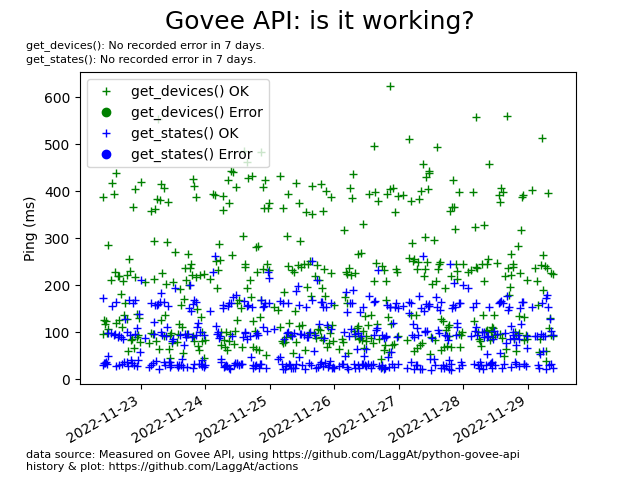 Govee API: is it working?
get_devices(): No recorded error in 7 days.
get_states(): No recorded error in 7 days.
get_devices() OK
get_devices() Error
get_states() OK
get_states() Error
Ping (ms)
600
500
400
300
200
100
0
2022-11-23
2022-11-24
2022-11-25
2022-11-26
2022-11-27
2022-11-28
2022-11-29
data source: Measured on Govee API, using https://github.com/LaggAt/python-govee-api
history & plot: https://github.com/LaggAt/actions